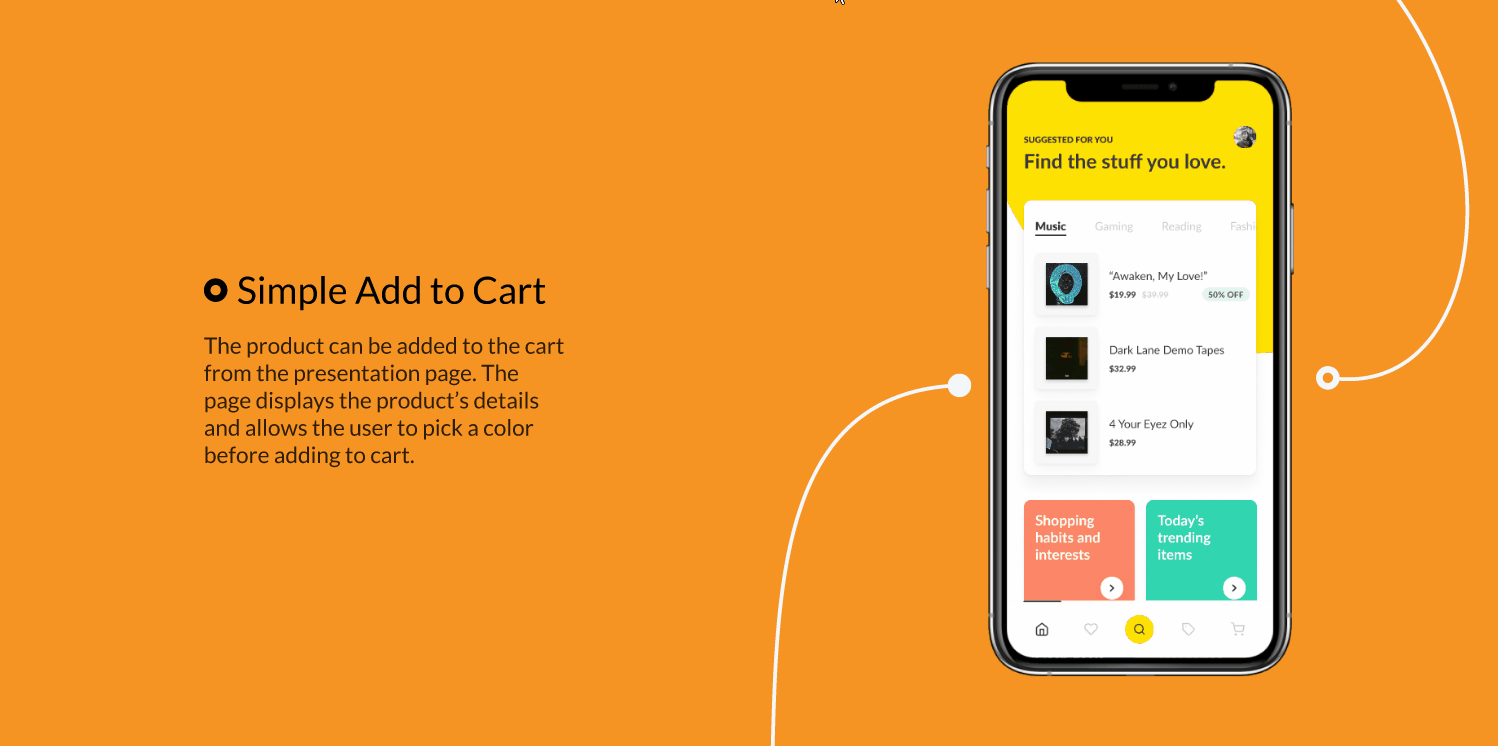 Simple Add to Cart
The product can be added to the cart
from the presentation page. The
page displays the product’s details
and allows the user to pick a color
before adding to cart.
SUGGESTED FOR YOU
Find the stuff you love.
Music Gaming Reading Fashi
“Awaken, My Love!”
$19.99 $39.99 50% OFF
Dark Lane Demo Tapes
$32.99
4 Your Eyez Only
$28.99
Shopping
habits and
interests
Today's
trending
items